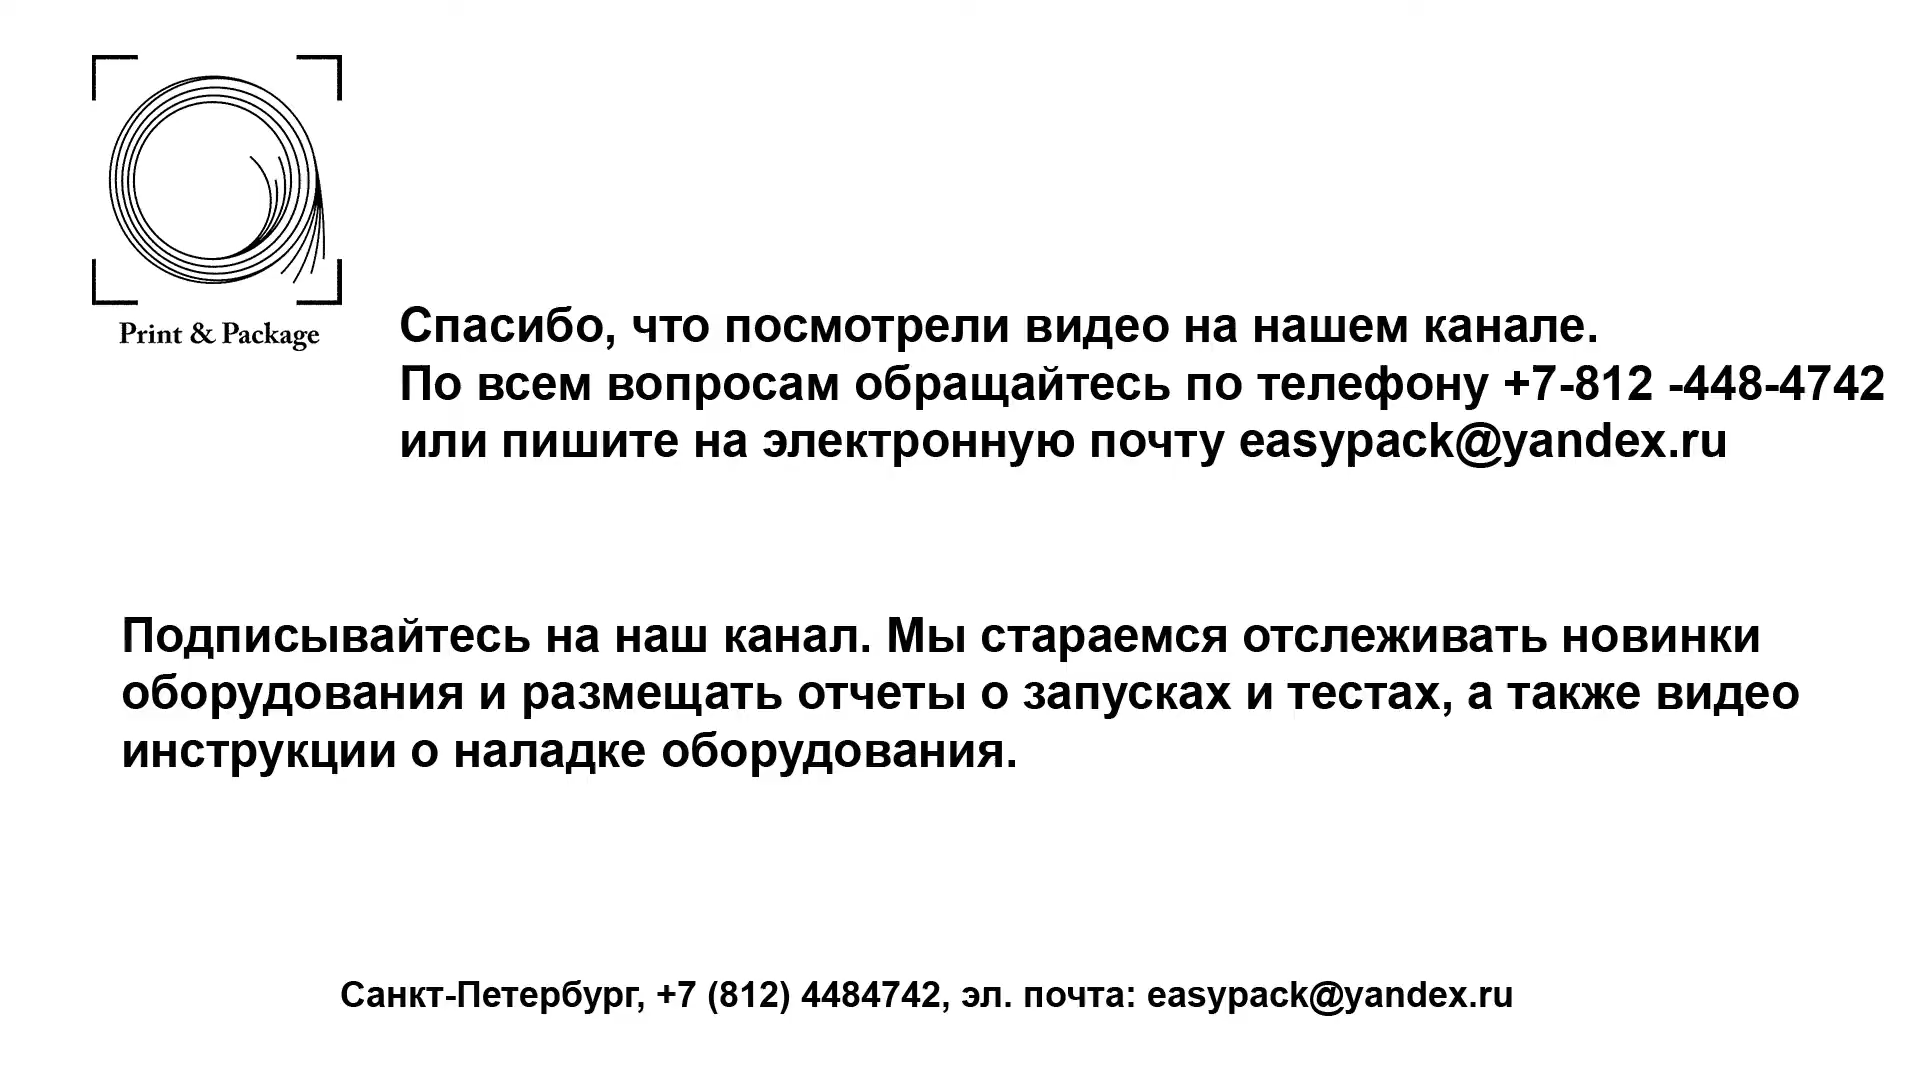 Print & Package
Спасибо, что посмотрели видео на нашем канале.
По всем вопросам обращайтесь по телефону +7-812 -448-4742
или пишите на электронную почту easypack@yandex.ru
Подписывайтесь на наш канал. Мы стараемся отслеживать новинки
оборудования и размещать отчеты о запусках и тестах, а также видео
инструкции о наладке оборудования.
Санкт-Петербург, +7 (812) 4484742, эл. почта: easypack@yandex.ru